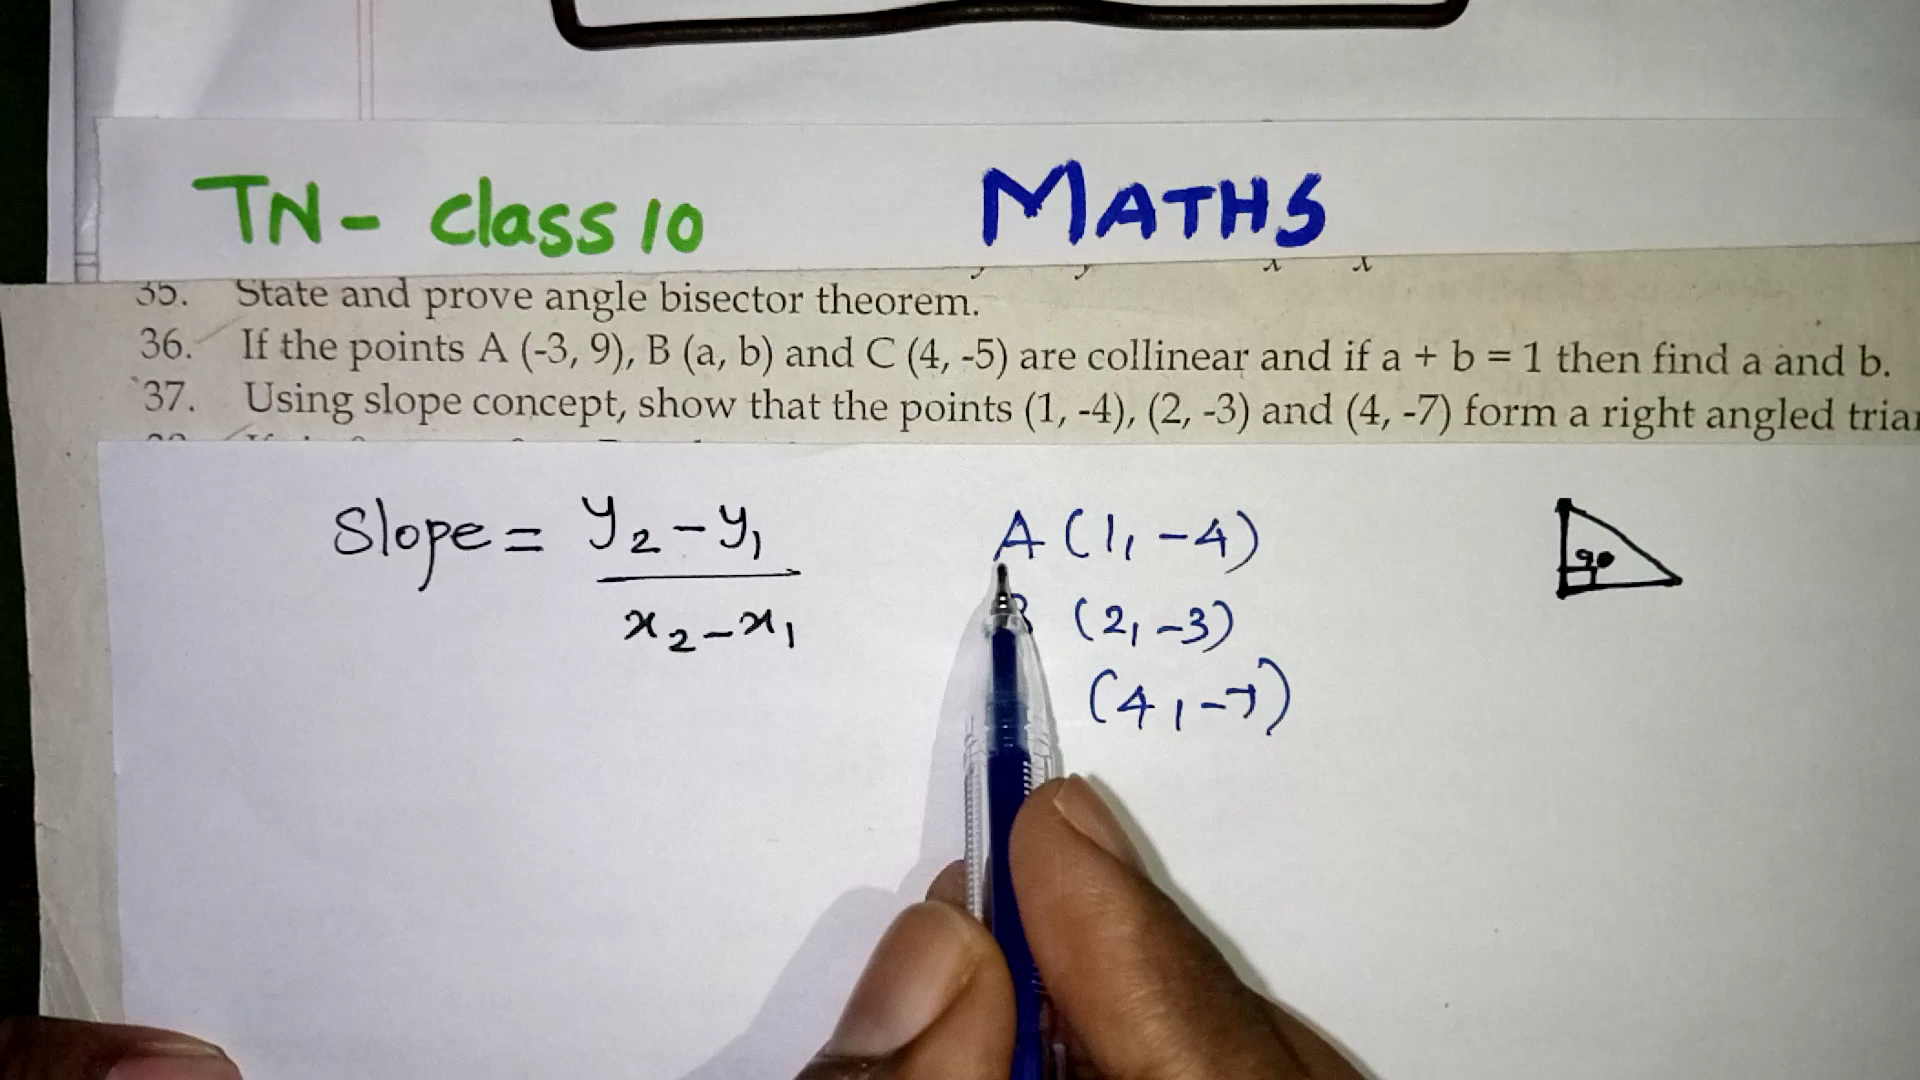 TN - Class 10 MATHS
35. State and prove angle bisector theorem.
36. If the points A (-3, 9), B (a, b) and C (4, -5) are collinear and if a + b = 1 then find a and b.
37. Using slope concept, show that the points (1, -4), (2, -3) and (4, -7) form a right angled
Slope = y₂-y₁
x₂-x₁
A (1, -4)
B (2, -3)
(4, -7)
90